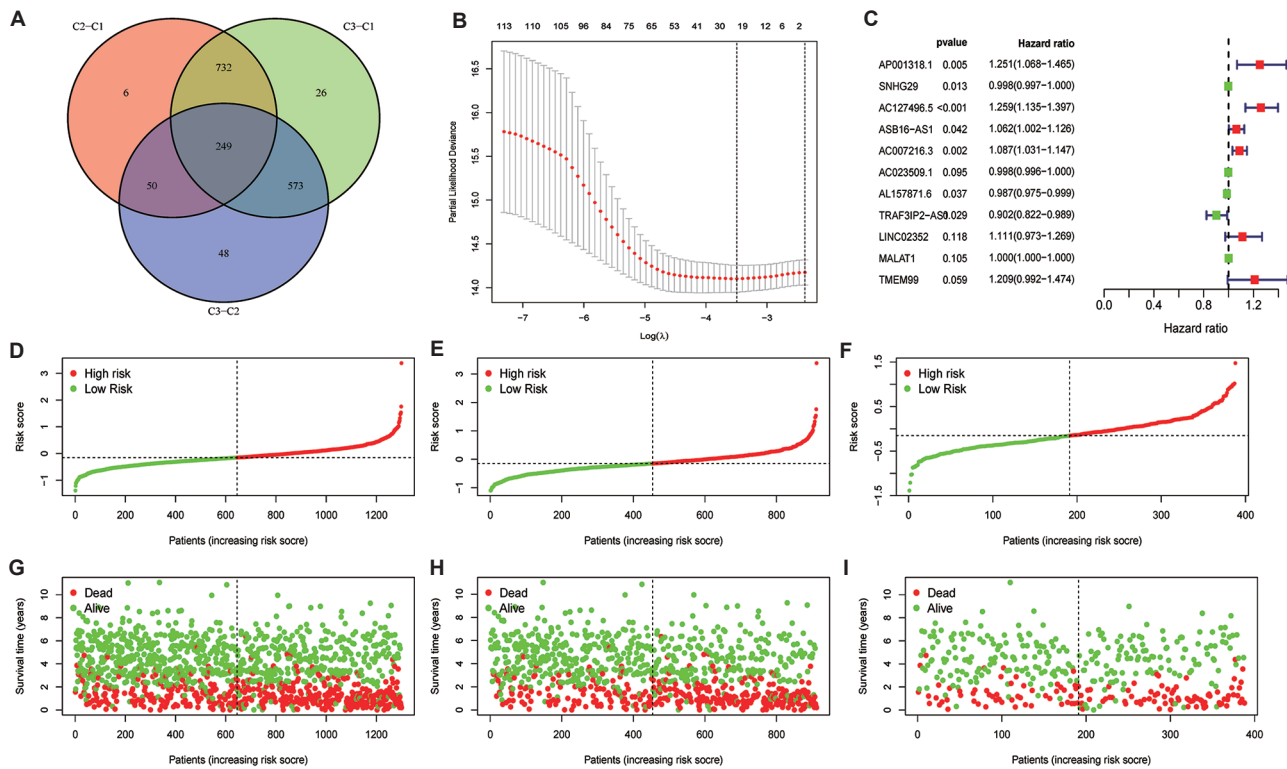 A
C2−C1
C3−C1
732
6
26
249
50
573
48
C3−C2
B
113 110 105 96 84 75 65 53 41 30 19 12 6 2
Partial Likelihood Deviance
16.5
16.0
15.5
15.0
14.5
14.0
−7 −6 −5 −4 −3
Log(λ)
C
pvalue Hazard ratio
AP001318.1 0.005 1.251(1.068−1.465)
SNHG29 0.013 0.998(0.997−1.000)
AC127496.5 <0.001 1.259(1.135−1.397)
ASB16−AS1 0.042 1.062(1.002−1.126)
AC007216.3 0.002 1.087(1.031−1.147)
AC023509.1 0.095 0.998(0.996−1.000)
AL157871.6 0.037 0.987(0.975−0.999)
TRAF3IP2−AS1 0.029 0.902(0.822−0.989)
LINC02352 0.118 1.111(0.973−1.269)
MALAT1 0.105 1.000(1.000−1.000)
TMEM99 0.059 1.209(0.992−1.474)
0.0 0.4 0.8 1.2
Hazard ratio
D
High risk
Low Risk
Risk score
3
2
1
0
−1
0 200 400 600 800 1000 1200
Patients (increasing risk socre)
E
High risk
Low Risk
Risk score
3
2
1
0
−1
0 200 400 600 800
Patients (increasing risk socre)
F
High risk
Low Risk
Risk score
1.5
0.5
−0.5
−1.5
0 100 200 300 400
Patients (increasing risk socre)
G
Dead
Alive
Survival time (years)
10
8
6
4
2
0
0 200 400 600 800 1000 1200
Patients (increasing risk socre)
H
Dead
Alive
Survival time (years)
10
8
6
4
2
0
0 200 400 600 800
Patients (increasing risk socre)
I
Dead
Alive
Survival time (years)
10
8
6
4
2
0
0 100 200 300 400
Patients (increasing risk socre)